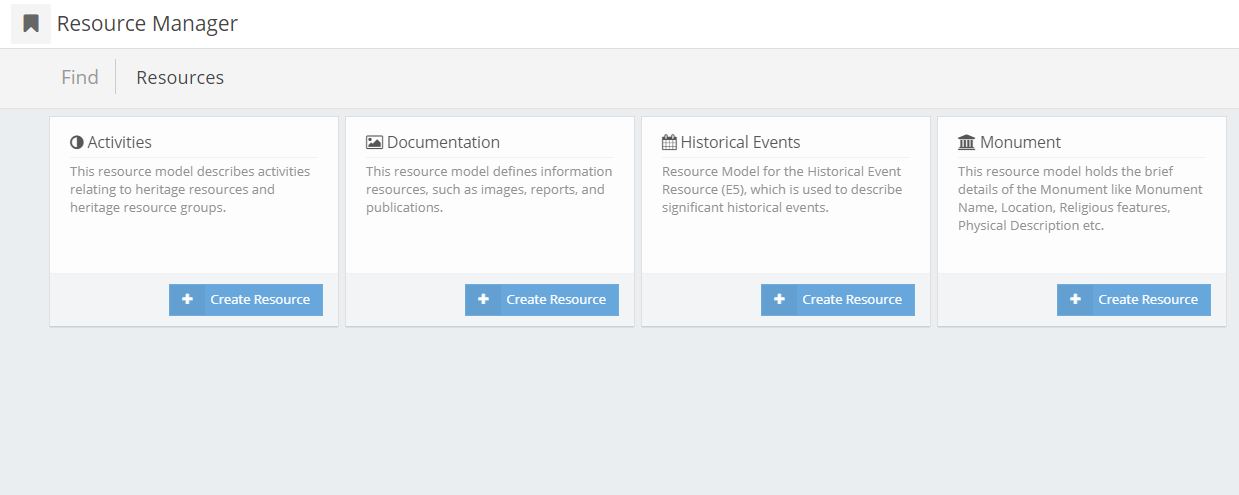 Resource Manager
Find
Resources
Activities
This resource model describes activities
relating to heritage resources and
heritage resource groups.
Create Resource
Documentation
This resource model defines information
resources, such as images, reports, and
publications.
Create Resource
Historical Events
Resource Model for the Historical Event
Resource (E5), which is used to describe
significant historical events.
Create Resource
Monument
This resource model holds the brief
details of the Monument like Monument
Name, Location, Religious features,
Physical Description etc.
Create Resource